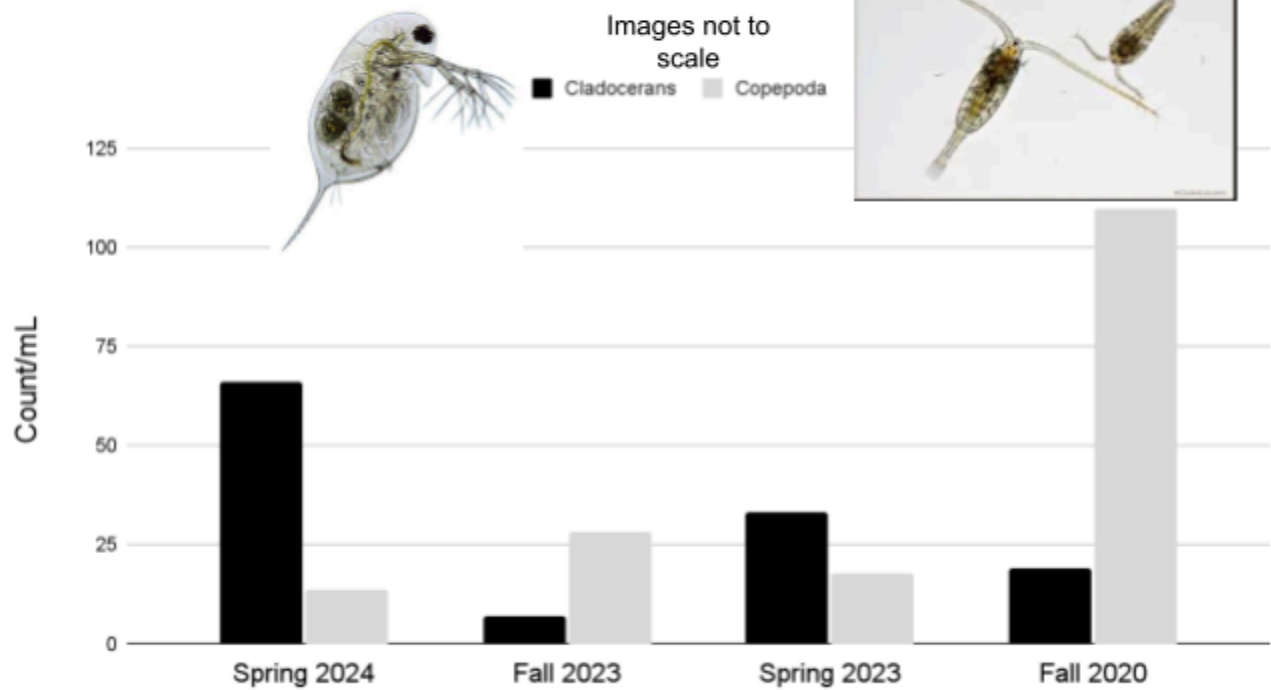 Images not to
scale
Cladocerans Copepoda
125
100
75
50
25
0
Count/mL
Spring 2024 Fall 2023 Spring 2023 Fall 2020